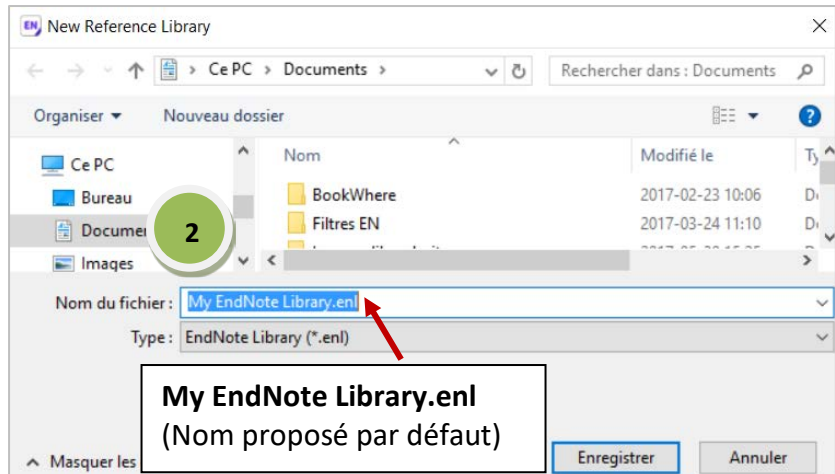 EN New Reference Library
Ce PC > Documents >
Rechercher dans : Documents
Organiser
Nouveau dossier
?
Ce PC
Nom
Modifié le
Bureau
BookWhere
2017-02-23 10:06
2
Filtres EN
2017-03-24 11:10
Images
Nom du fichier :
My EndNote Library.enl
Type :
EndNote Library (*.enl)
My EndNote Library.enl
(Nom proposé par défaut)
Masquer les
Enregistrer
Annuler